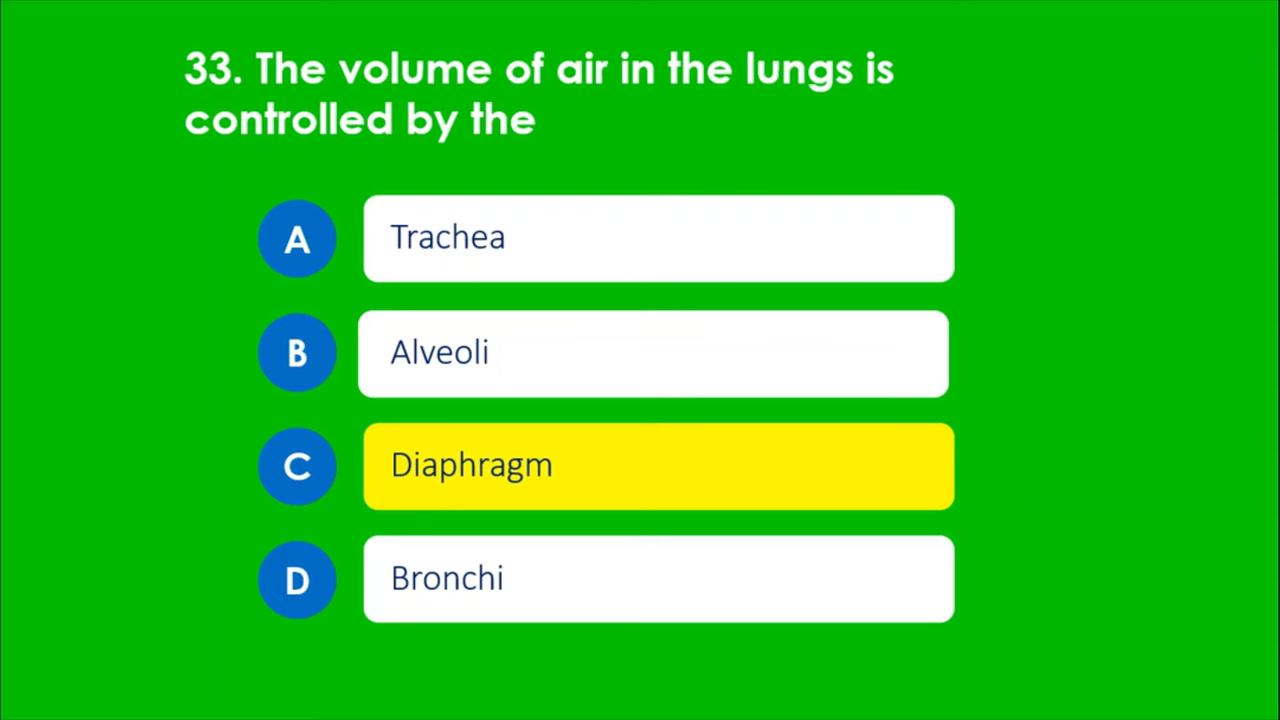 33. The volume of air in the lungs is
controlled by the
A Trachea
B Alveoli
C Diaphragm
D Bronchi